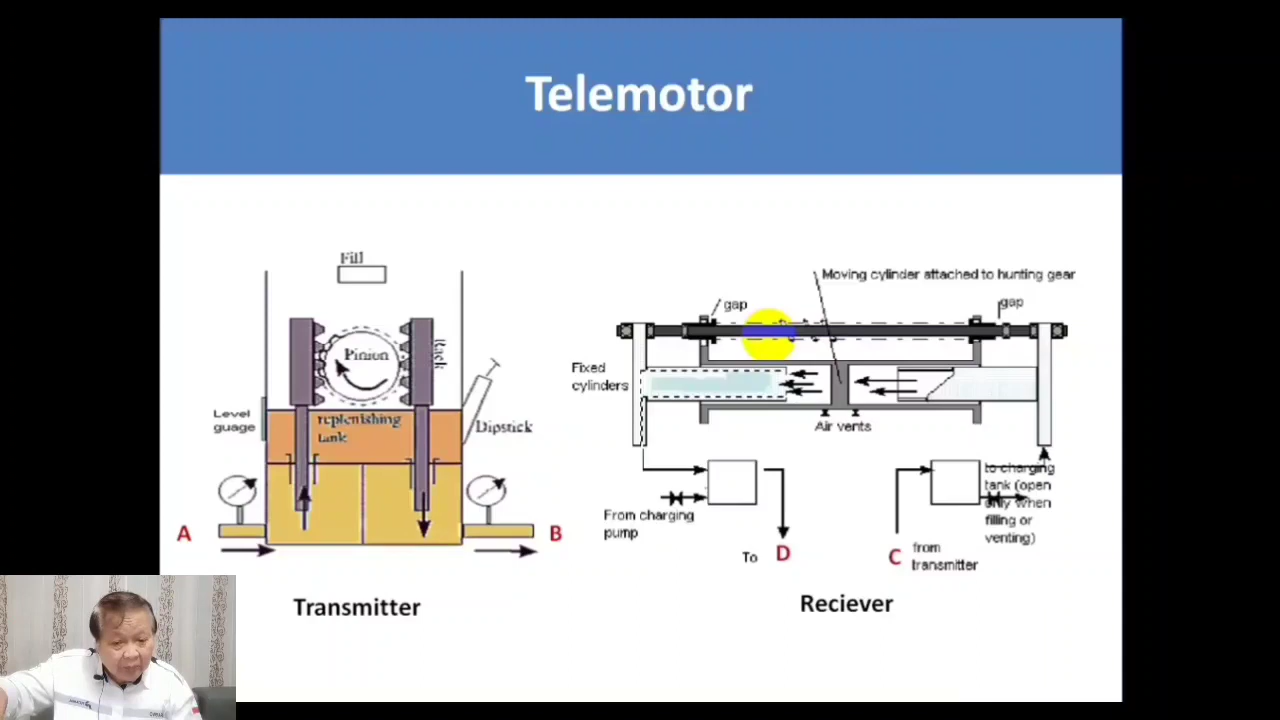 Telemotor
Fill
Pinion
Rack
Level
guage
replenishing
tank
Dipstick
A
B
Transmitter
Moving cylinder attached to hunting gear
gap
gap
Fixed
cylinders
Air vents
From charging
pump
To D
C from
transmitter
to charging
tank (open
only when
filling or
venting)
Reciever